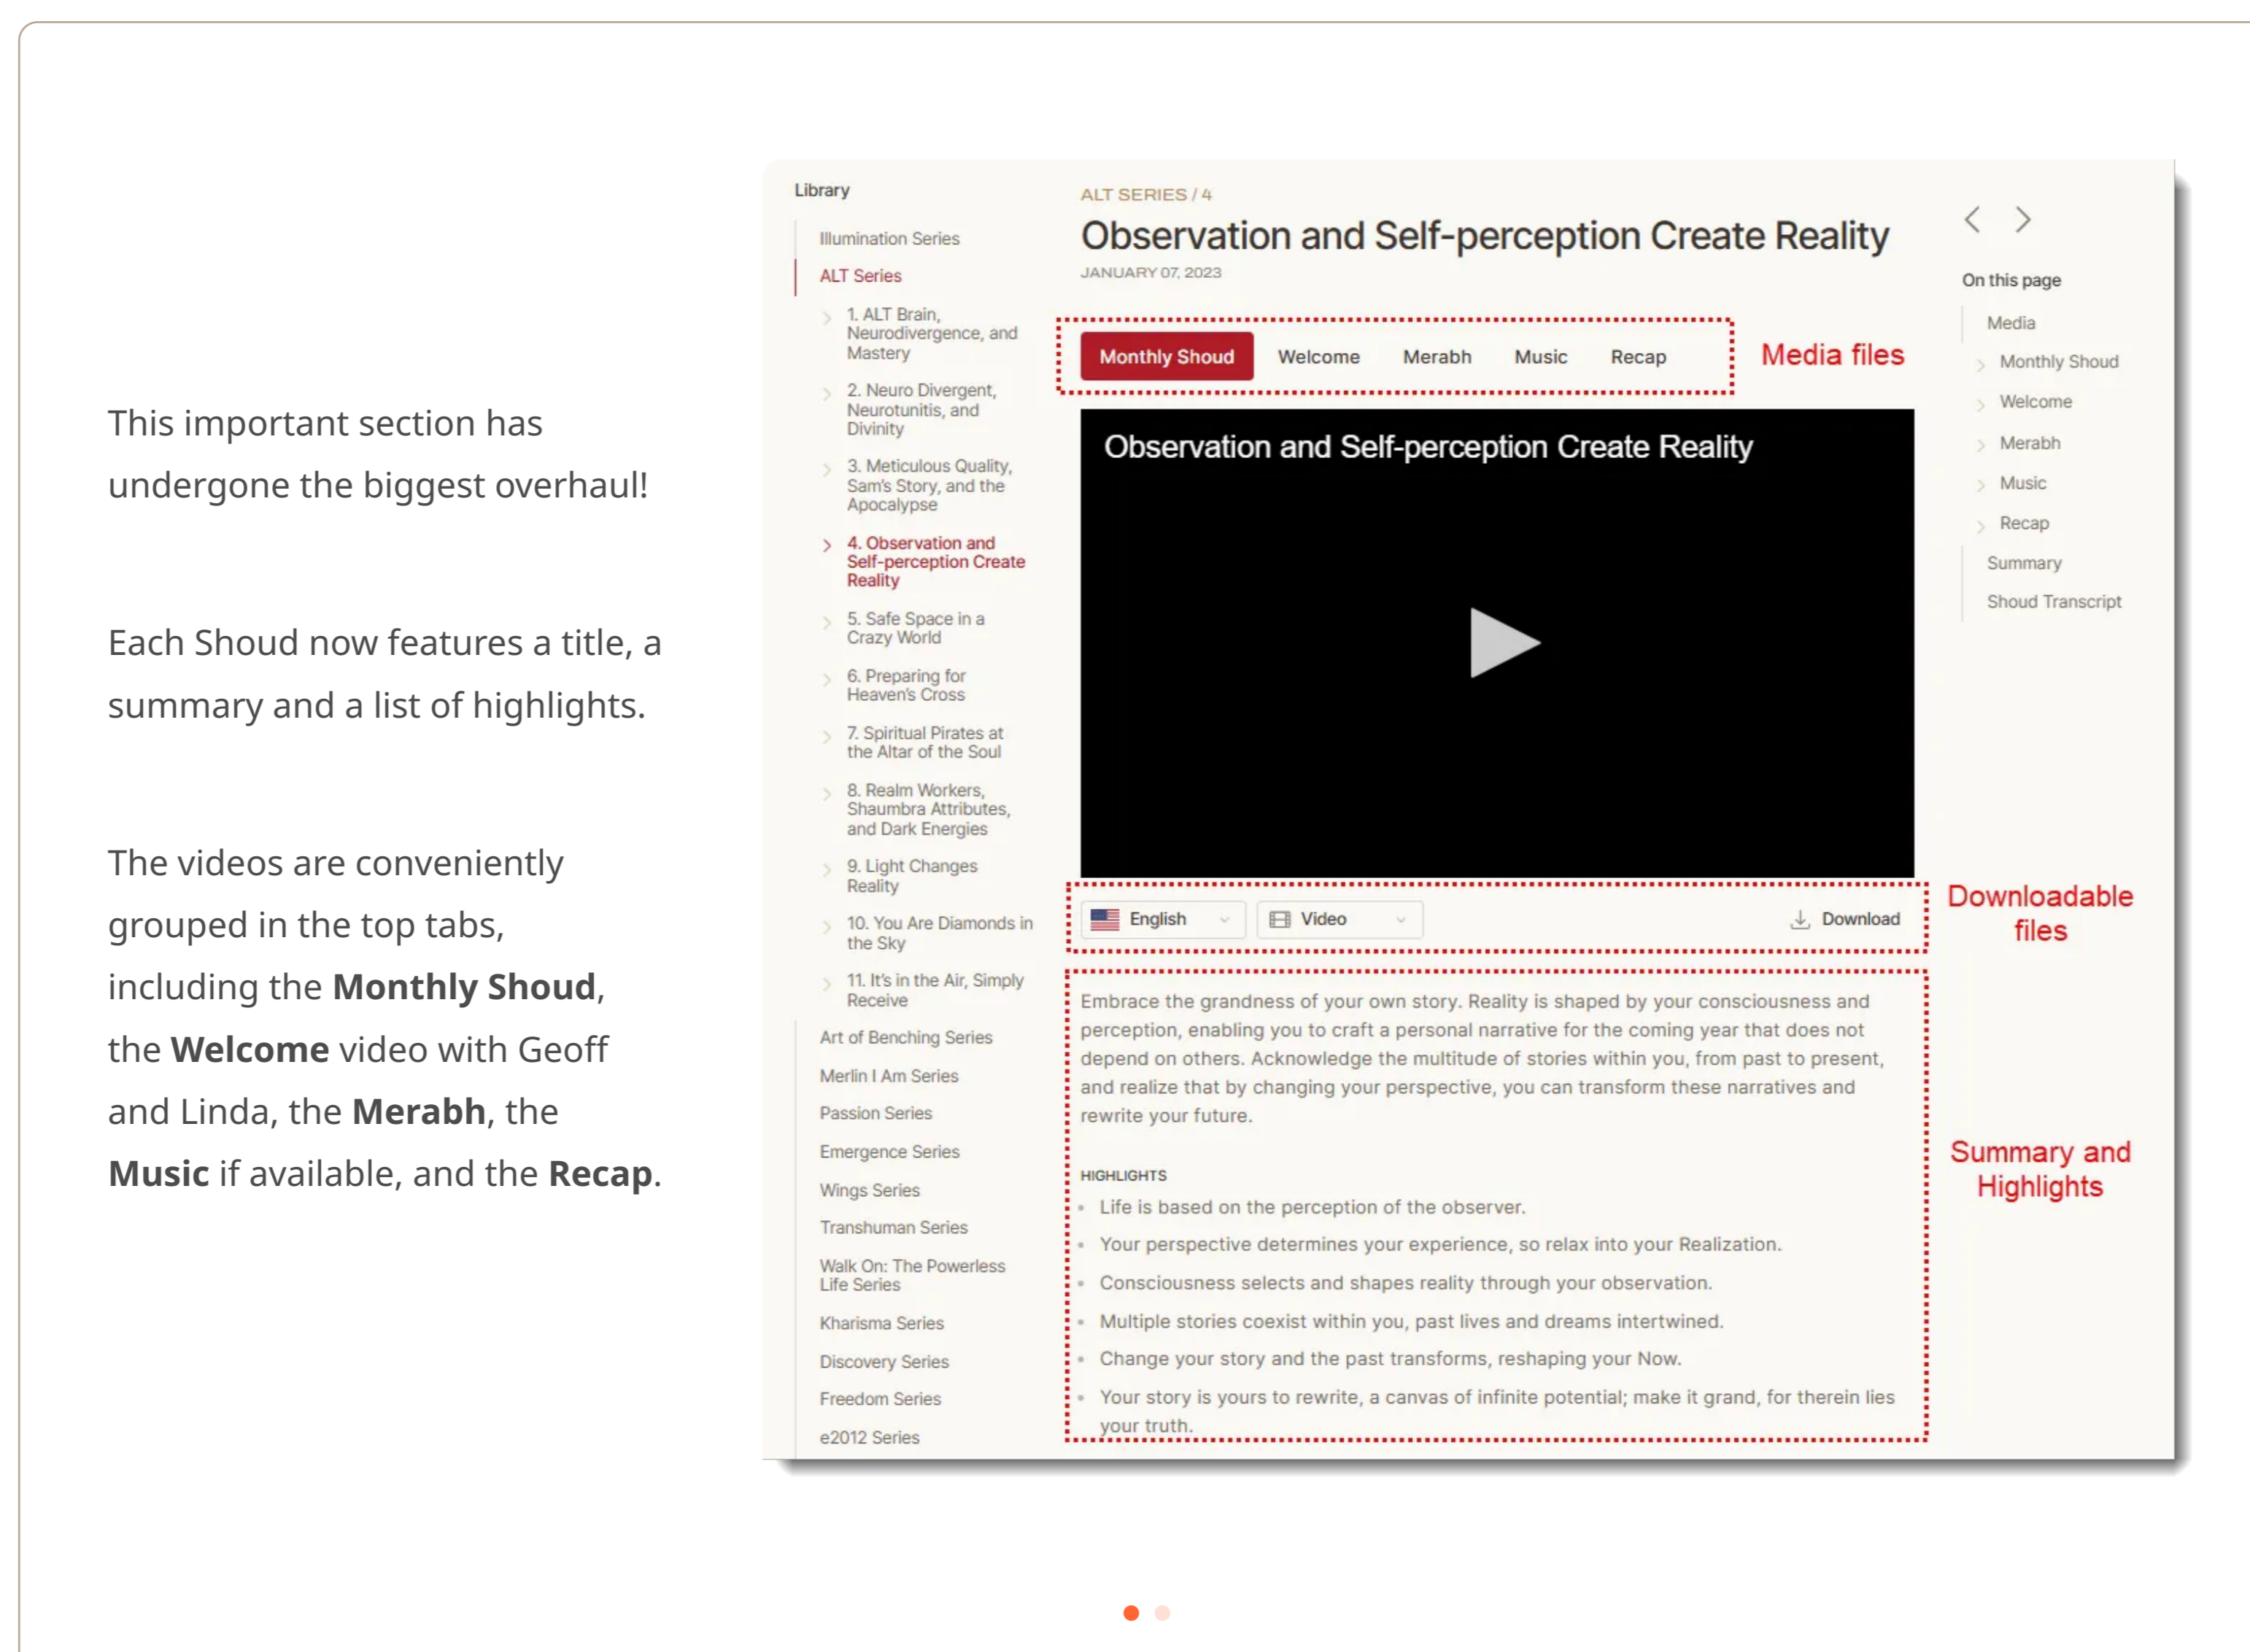 This important section has
undergone the biggest overhaul!
Each Shoud now features a title, a
summary and a list of highlights.
The videos are conveniently
grouped in the top tabs,
including the Monthly Shoud,
the Welcome video with Geoff
and Linda, the Merabh, the
Music if available, and the Recap.
Library
Illumination Series
ALT Series
1. ALT Brain,
Neurodivergence, and
Mastery
2. Neuro Divergent,
Neurotunitis, and
Divinity
3. Meticulous Quality,
Sam's Story, and the
Apocalypse
4. Observation and
Self-perception Create
Reality
5. Safe Space in a
Crazy World
6. Preparing for
Heaven's Cross
7. Spiritual Pirates at
the Altar of the Soul
8. Realm Workers,
Shaumbra Attributes,
and Dark Energies
9. Light Changes
Reality
10. You Are Diamonds in
the Sky
11. It's in the Air, Simply
Receive
Art of Benching Series
Merlin I Am Series
Passion Series
Emergence Series
Wings Series
Transhuman Series
Walk On: The Powerless
Life Series
Kharisma Series
Discovery Series
Freedom Series
e2012 Series
ALT SERIES / 4
Observation and Self-perception Create Reality
JANUARY 07, 2023
Monthly Shoud Welcome Merabh Music Recap
Media files
Observation and Self-perception Create Reality
English Video Download
Downloadable
files
Embrace the grandness of your own story. Reality is shaped by your consciousness and
perception, enabling you to craft a personal narrative for the coming year that does not
depend on others. Acknowledge the multitude of stories within you, from past to present,
and realize that by changing your perspective, you can transform these narratives and
rewrite your future.
HIGHLIGHTS
• Life is based on the perception of the observer.
• Your perspective determines your experience, so relax into your Realization.
• Consciousness selects and shapes reality through your observation.
• Multiple stories coexist within you, past lives and dreams intertwined.
• Change your story and the past transforms, reshaping your Now.
• Your story is yours to rewrite, a canvas of infinite potential; make it grand, for therein lies
your truth.
Summary and
Highlights
On this page
Media
Monthly Shoud
Welcome
Merabh
Music
Recap
Summary
Shoud Transcript